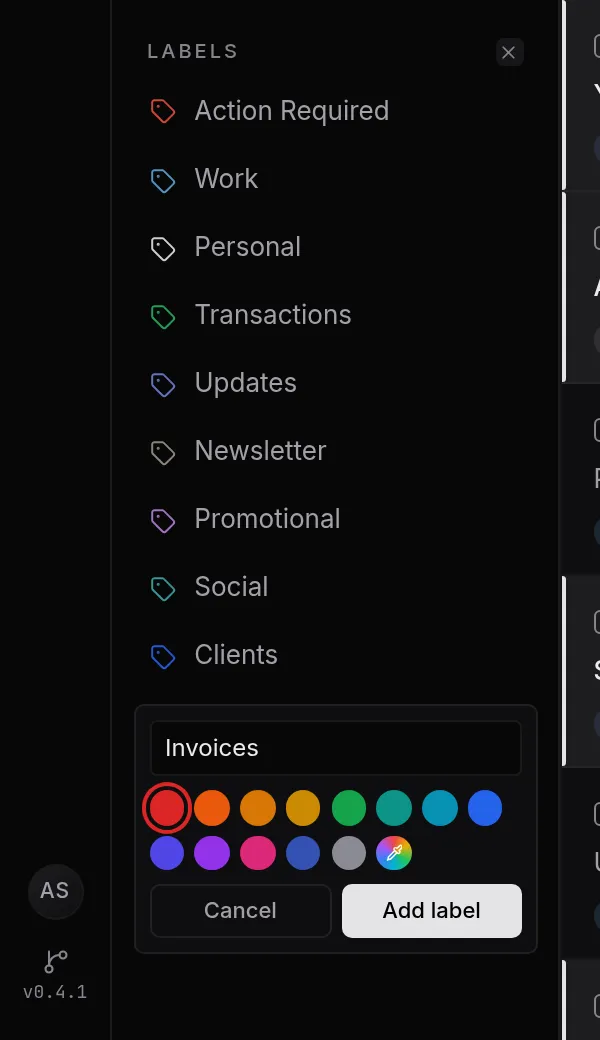 LABELS
Action Required
Work
Personal
Transactions
Updates
Newsletter
Promotional
Social
Clients
Invoices
Cancel
Add label
AS
v0.4.1